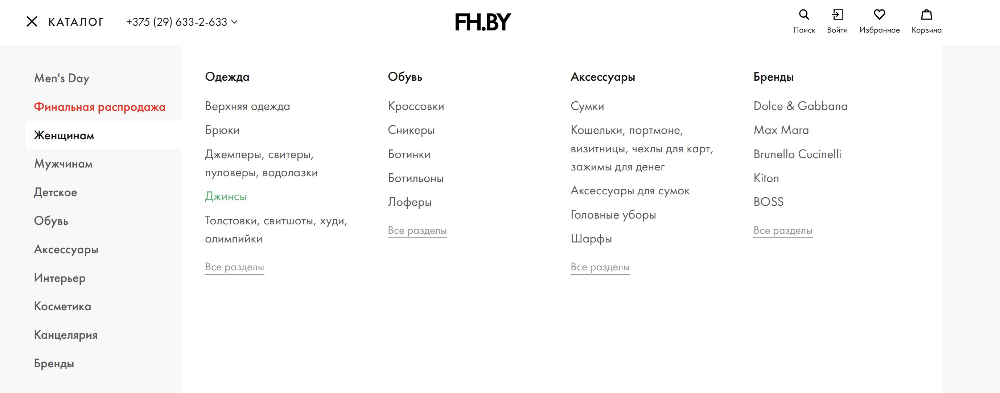 КАТАЛОГ
+375 (29) 633-2-633
FH.BY
Поиск
Войти
Избранное
Корзина
Men's Day
Финальная распродажа
Женщинам
Мужчинам
Детское
Обувь
Аксессуары
Интерьер
Косметика
Канцелярия
Бренды
Одежда
Верхняя одежда
Брюки
Джемперы, свитеры,
пуловеры, водолазки
Джинсы
Толстовки, свитшоты, худи,
олимпийки
Все разделы
Обувь
Кроссовки
Сникеры
Ботинки
Ботильоны
Лоферы
Все разделы
Аксессуары
Сумки
Кошельки, портмоне,
визитницы, чехлы для карт,
зажимы для денег
Аксессуары для сумок
Головные уборы
Шарфы
Все разделы
Бренды
Dolce & Gabbana
Max Mara
Brunello Cucinelli
Kiton
BOSS
Все разделы